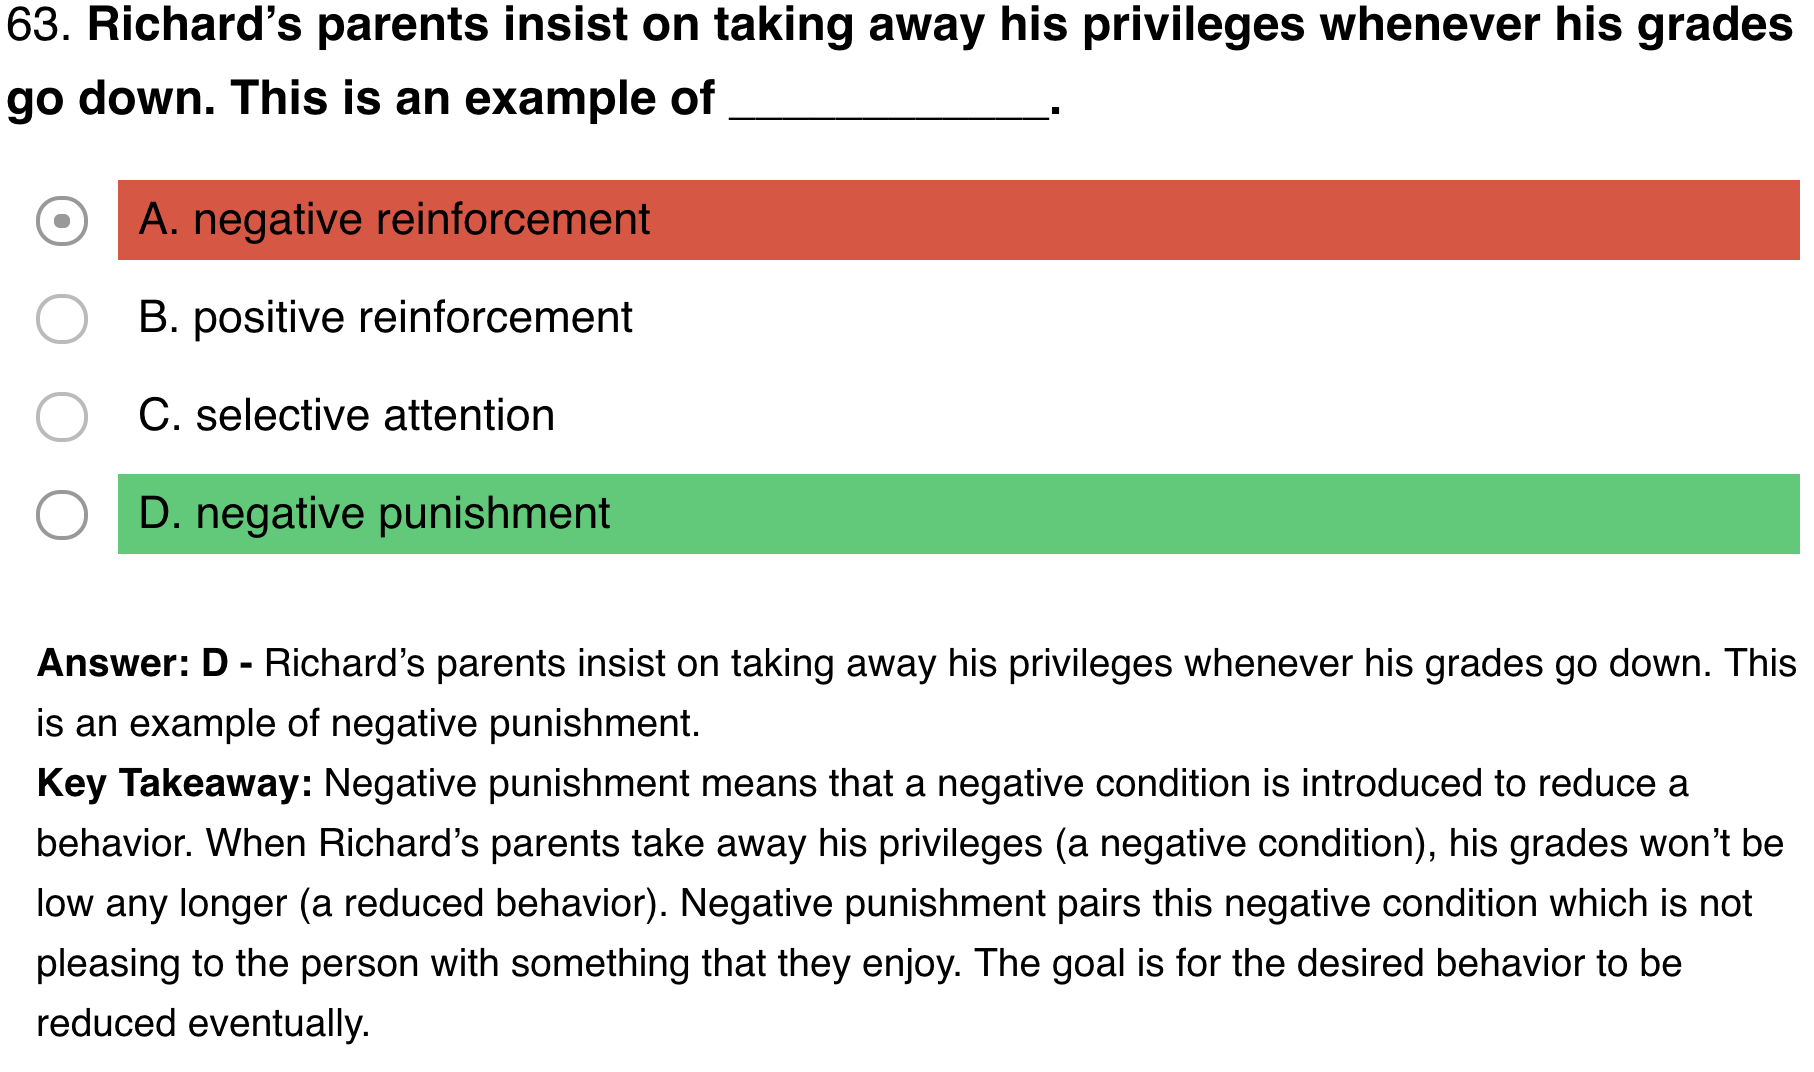 63. Richard’s parents insist on taking away his privileges whenever his grades
go down. This is an example of _____________.
A. negative reinforcement
B. positive reinforcement
C. selective attention
D. negative punishment
Answer: D - Richard’s parents insist on taking away his privileges whenever his grades go down. This
is an example of negative punishment.
Key Takeaway: Negative punishment means that a negative condition is introduced to reduce a
behavior. When Richard’s parents take away his privileges (a negative condition), his grades won’t be
low any longer (a reduced behavior). Negative punishment pairs this negative condition which is not
pleasing to the person with something that they enjoy. The goal is for the desired behavior to be
reduced eventually.